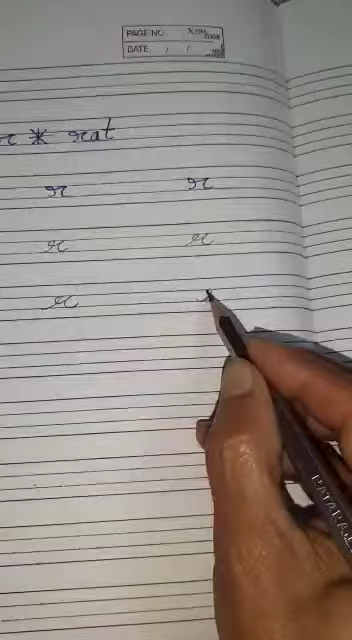 PAGE NO.
DATE: / /
r * rat
r r
r r
r